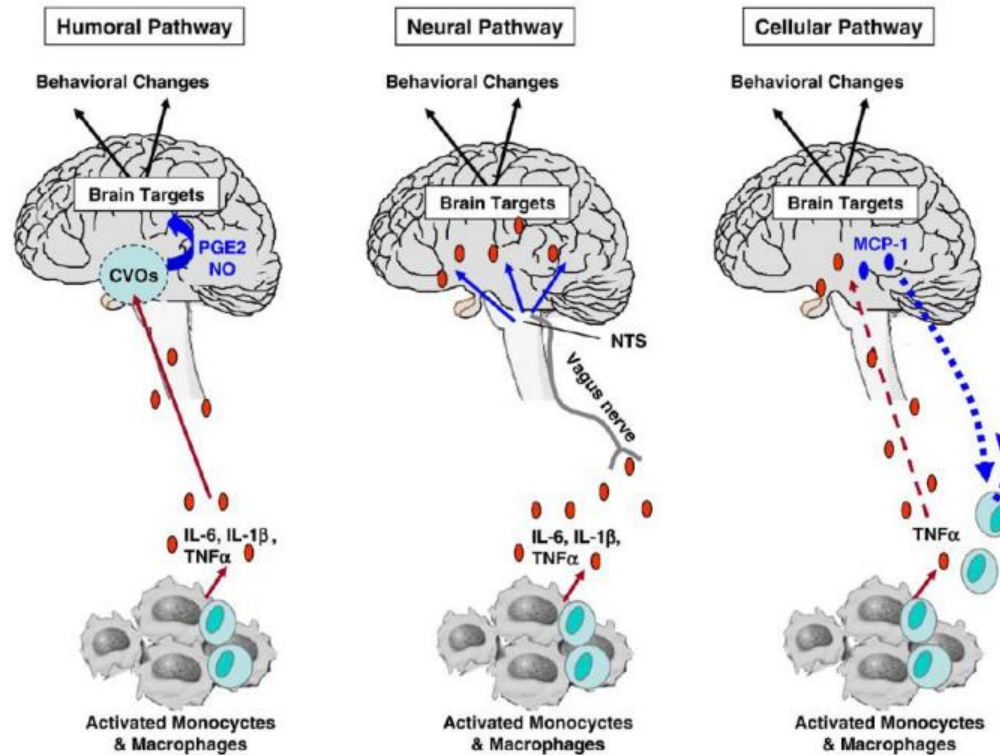 Humoral Pathway
Behavioral Changes
Brain Targets
PGE2
NO
CVOs
IL-6, IL-1β,
TNFα
Activated Monocytes
& Macrophages
Neural Pathway
Behavioral Changes
Brain Targets
NTS
Vagus nerve
IL-6, IL-1β,
TNFα
Activated Monocytes
& Macrophages
Cellular Pathway
Behavioral Changes
Brain Targets
MCP-1
TNFα
Activated Monocytes
& Macrophages